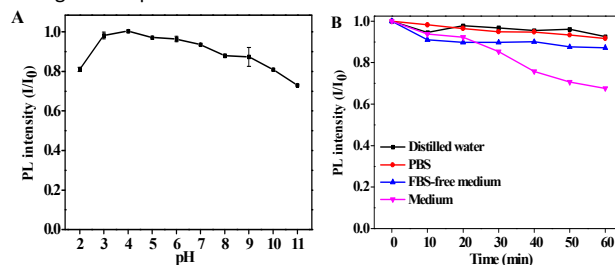 A
PL intensity (I/I0)
1.0
0.8
0.6
0.4
0.2
0.0
2 3 4 5 6 7 8 9 10 11
pH
B
PL intensity (I/I0)
1.0
0.8
0.6
0.4
0.2
0.0
Distilled water
PBS
FBS-free medium
Medium
0 10 20 30 40 50 60
Time (min)